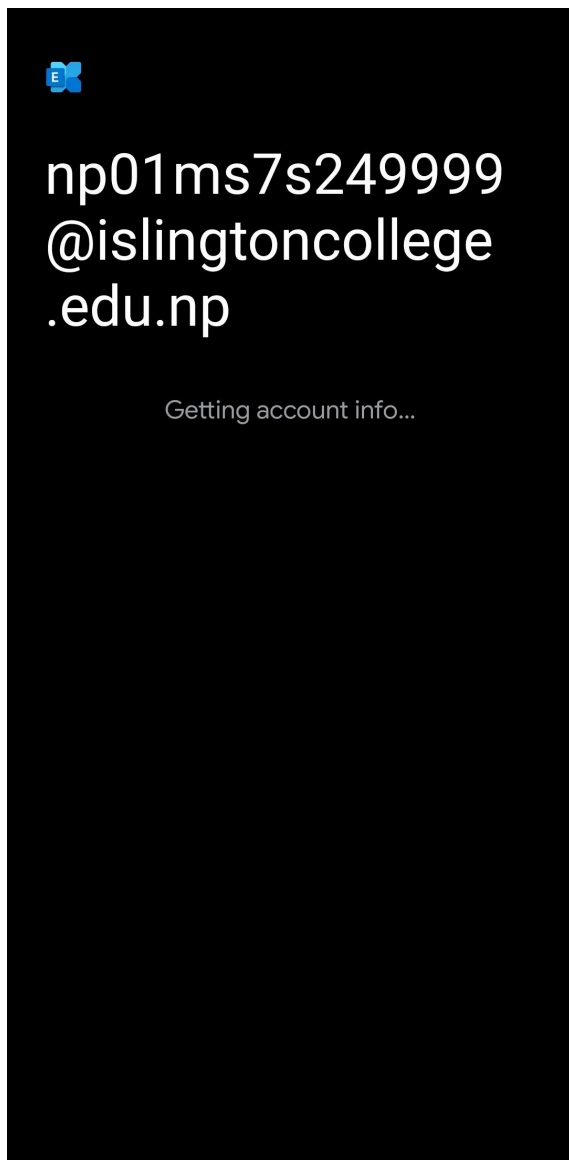 E
np01ms7s249999
@islingtoncollege
.edu.np
Getting account info...